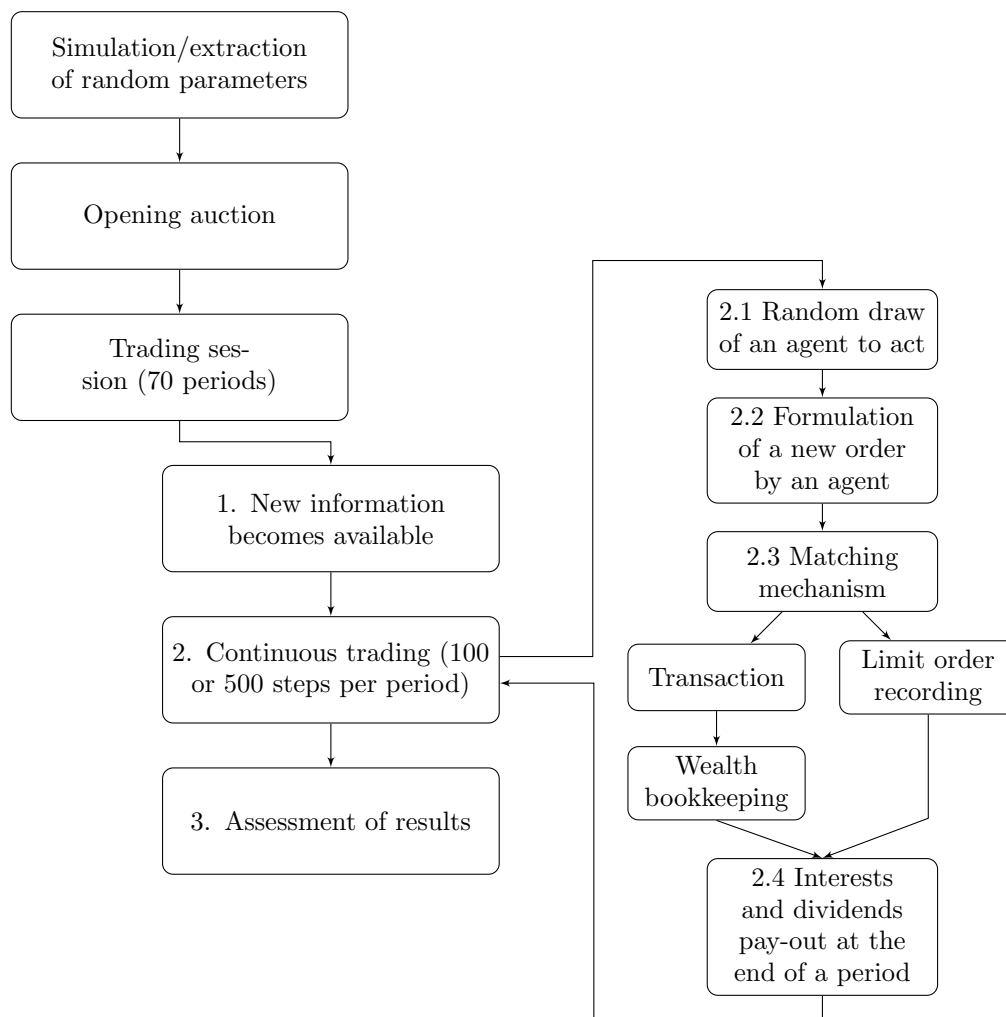 Simulation/extraction
of random parameters
Opening auction
Trading ses-
sion (70 periods)
1. New information
becomes available
2. Continuous trading (100
or 500 steps per period)
3. Assessment of results
2.1 Random draw
of an agent to act
2.2 Formulation
of a new order
by an agent
2.3 Matching
mechanism
Transaction
Limit order
recording
Wealth
bookkeeping
2.4 Interests
and dividends
pay-out at the
end of a period